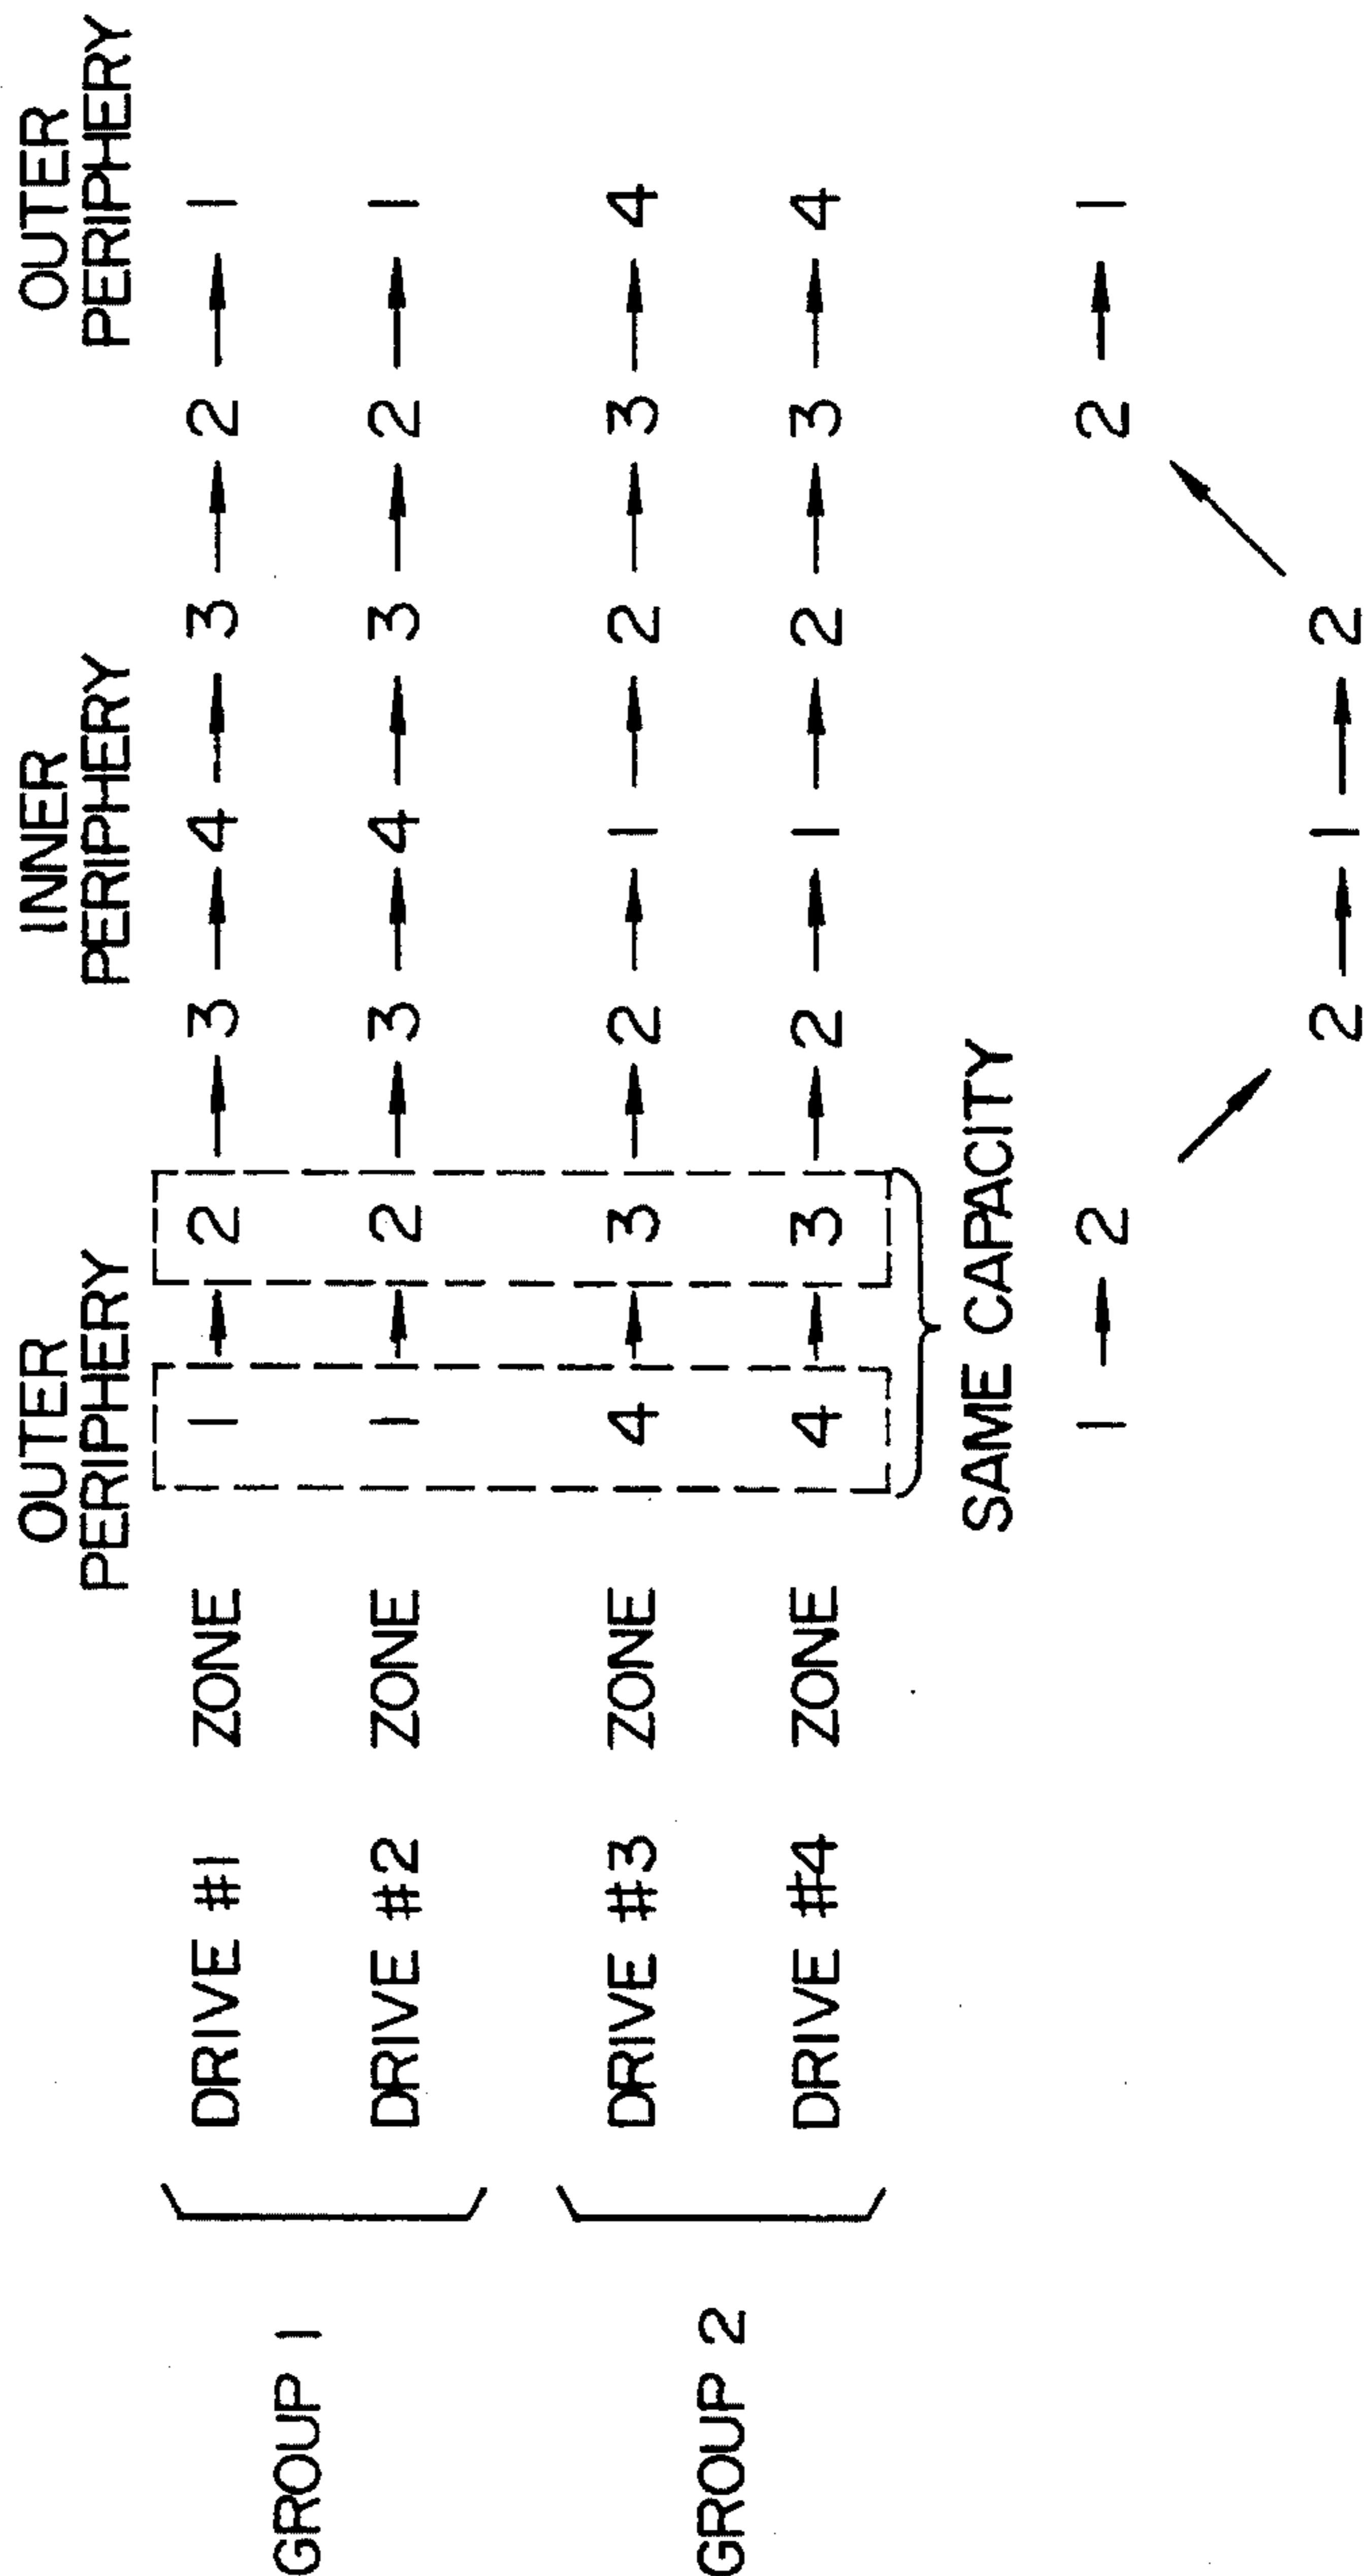 OUTER PERIPHERY INNER PERIPHERY OUTER PERIPHERY
GROUP 1
DRIVE #1 ZONE 1 → 2 → 3 → 4 → 3 → 2 → 1
DRIVE #2 ZONE 1 → 2 → 3 → 4 → 3 → 2 → 1
GROUP 2
DRIVE #3 ZONE 4 → 3 → 2 → 1 → 2 → 3 → 4
DRIVE #4 ZONE 4 → 3 → 2 → 1 → 2 → 3 → 4
SAME CAPACITY
1 → 2 2 → 1
2 → 1 → 2